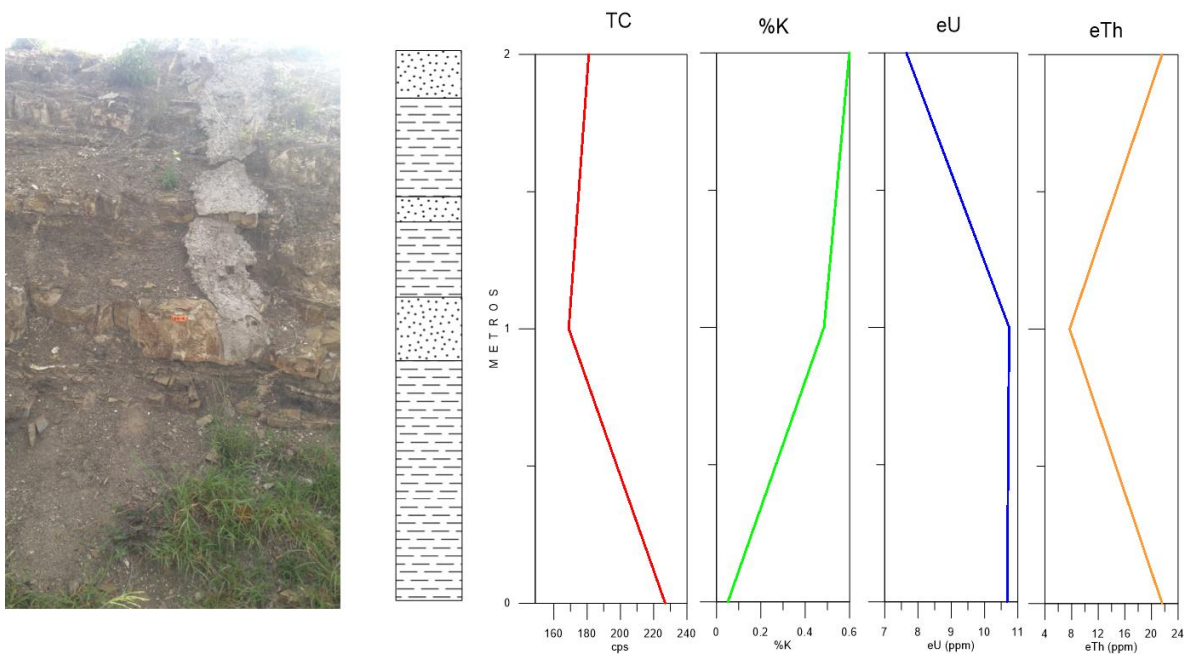 TC
%K
eU
eTh
2
1
0
METROS
160 180 200 220 240
cps
0 0.2 0.4 0.6
%K
7 8 9 10 11
eU (ppm)
4 8 12 16 20 24
eTh (ppm)